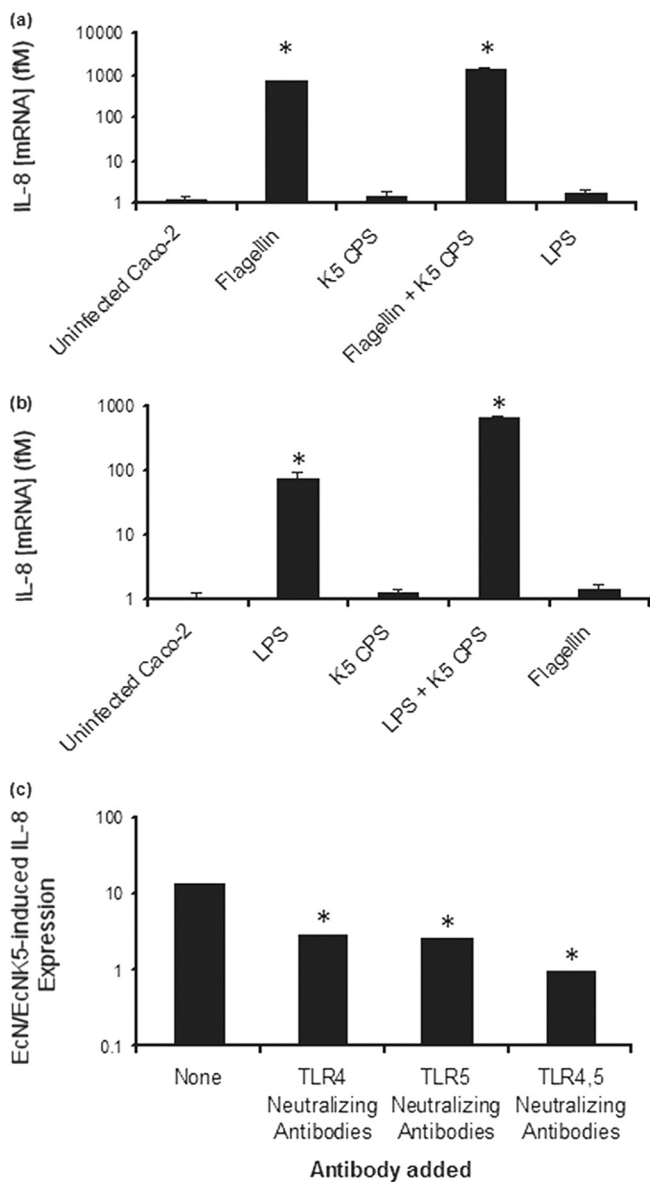 (a)
IL-8 [mRNA] (fM)
10000
1000
100
10
1
*
*
Uninfected Caco-2
Flagellin
K5 CPS
Flagellin + K5 CPS
LPS
(b)
IL-8 [mRNA] (fM)
1000
100
10
1
*
*
Uninfected Caco-2
LPS
K5 CPS
LPS + K5 CPS
Flagellin
(c)
EcN/EcNK5-induced IL-8
Expression
100
10
1
0.1
*
*
*
None
TLR4
Neutralizing
Antibodies
TLR5
Neutralizing
Antibodies
TLR4,5
Neutralizing
Antibodies
Antibody added